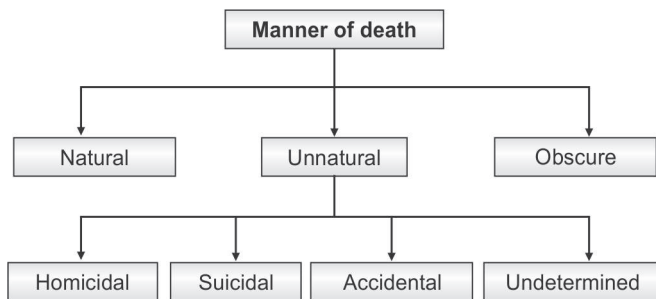 Manner of death
Natural
Unnatural
Obscure
Homicidal
Suicidal
Accidental
Undetermined